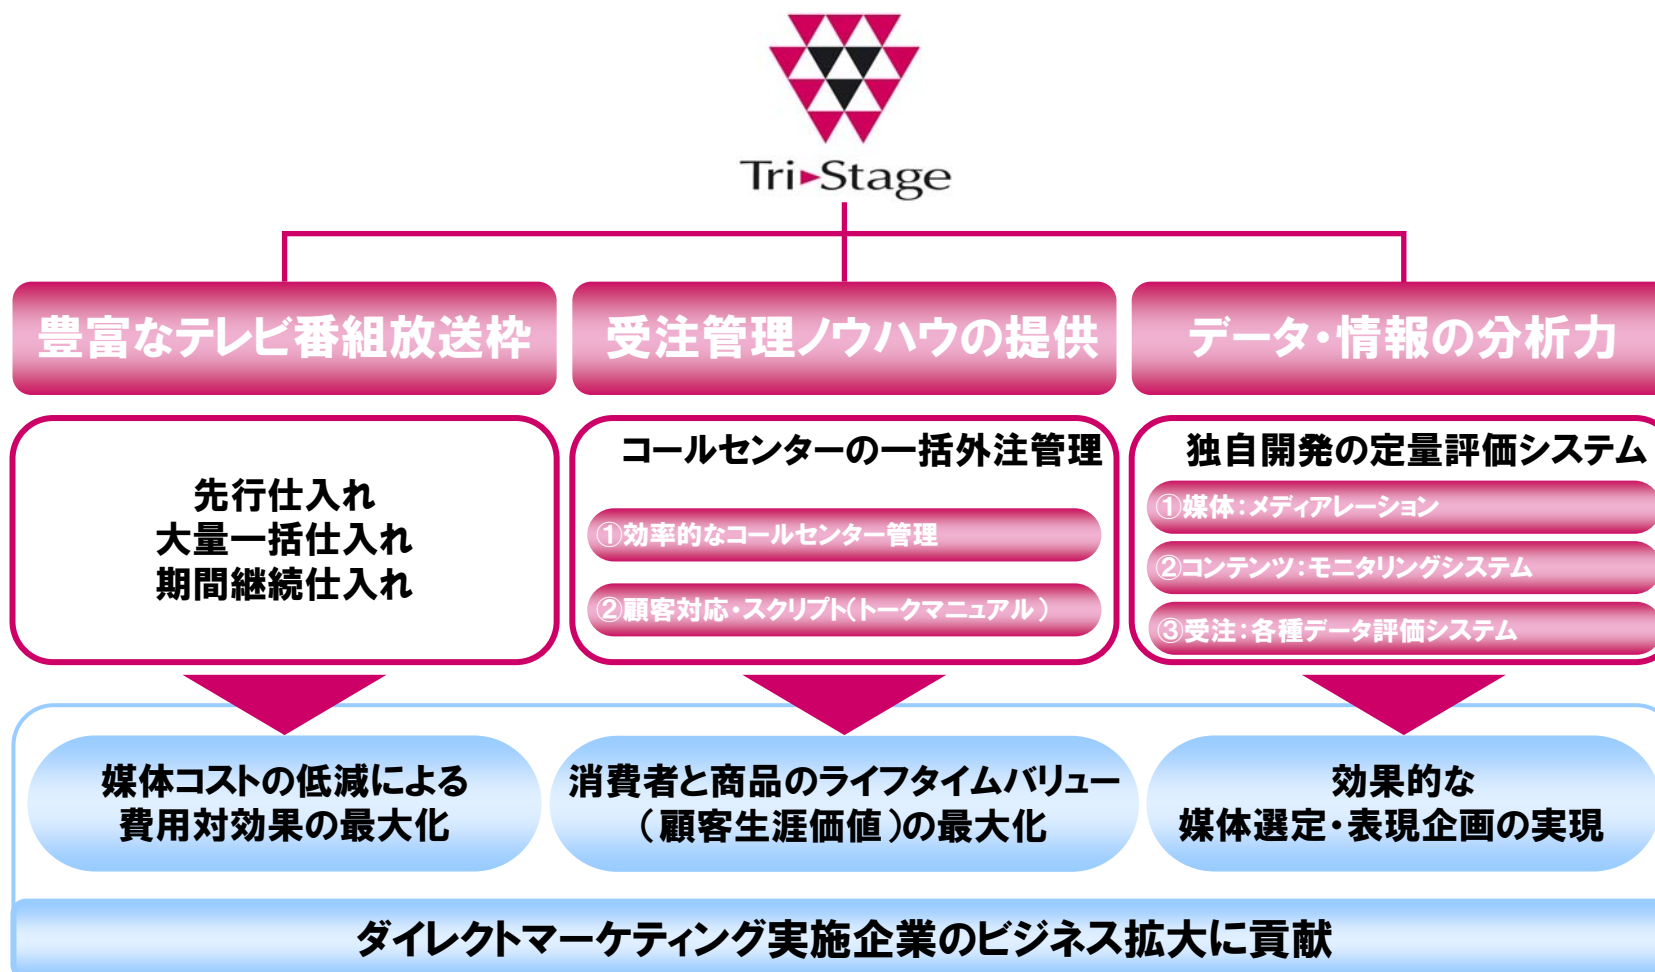 Tri-Stage
豊富なテレビ番組放送枠
先行仕入れ
大量一括仕入れ
期間継続仕入れ
媒体コストの低減による
費用対効果の最大化
受注管理ノウハウの提供
コールセンターの一括外注管理
①効率的なコールセンター管理
②顧客対応・スクリプト(トークマニュアル)
消費者と商品のライフタイムバリュー
(顧客生涯価値)の最大化
データ・情報の分析力
独自開発の定量評価システム
①媒体:メディアレーション
②コンテンツ:モニタリングシステム
③受注:各種データ評価システム
効果的な
媒体選定・表現企画の実現
ダイレクトマーケティング実施企業のビジネス拡大に貢献